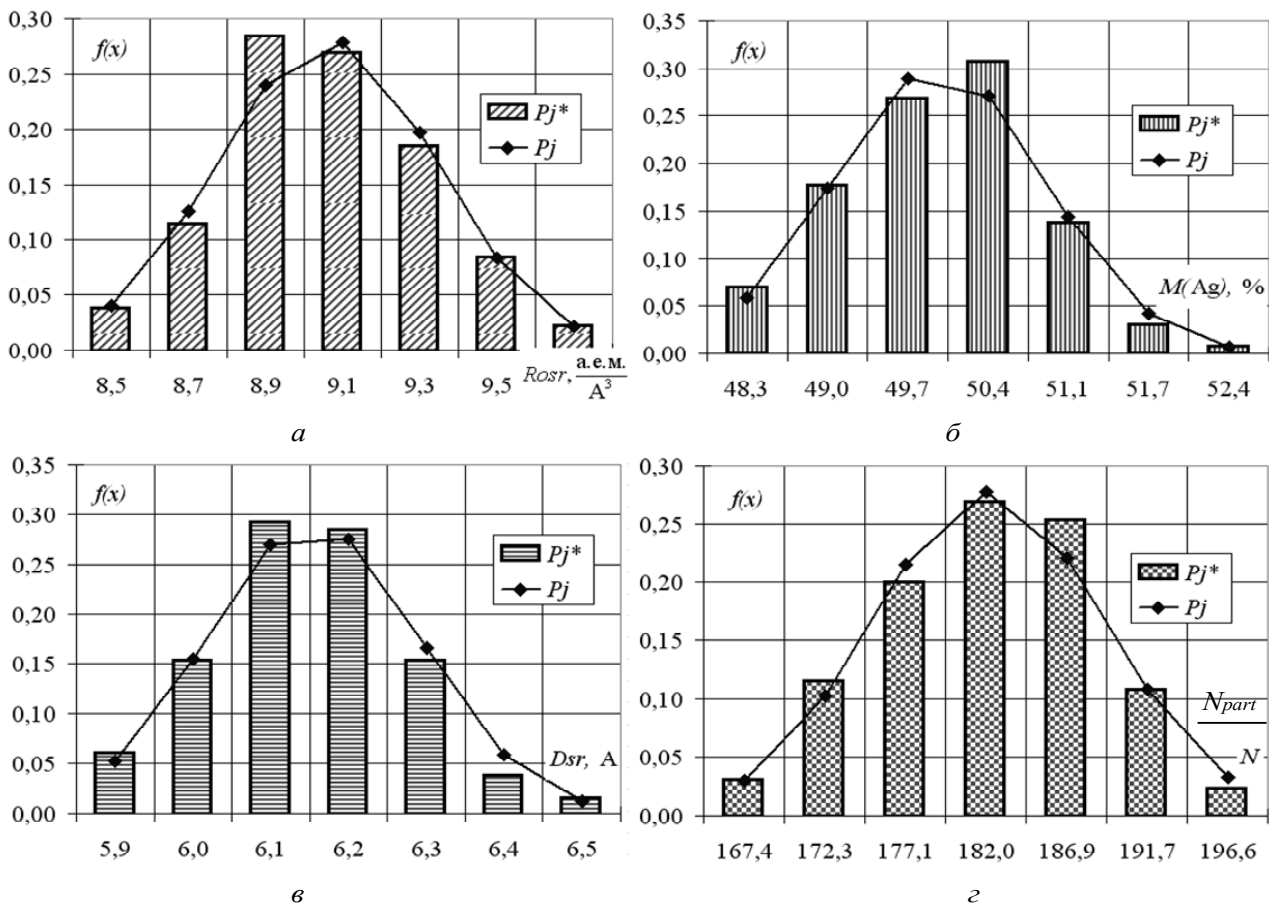 0,30
f(x)
0,25
0,20
Pj*
Pj
0,15
0,10
0,05
0,00
8,5 8,7 8,9 9,1 9,3 9,5 Rosr, а.е.м./А³
а
0,35
f(x)
0,30
0,25
Pj*
0,20
Pj
0,15
0,10
M(Ag), %
0,05
0,00
48,3 49,0 49,7 50,4 51,1 51,7 52,4
б
0,35
f(x)
0,30
0,25
Pj*
Pj
0,20
0,15
0,10
0,05
Dsr, А
0,00
5,9 6,0 6,1 6,2 6,3 6,4 6,5
в
0,30
f(x)
0,25
0,20
Pj*
Pj
0,15
0,10
Npart
N
0,05
0,00
167,4 172,3 177,1 182,0 186,9 191,7 196,6
г